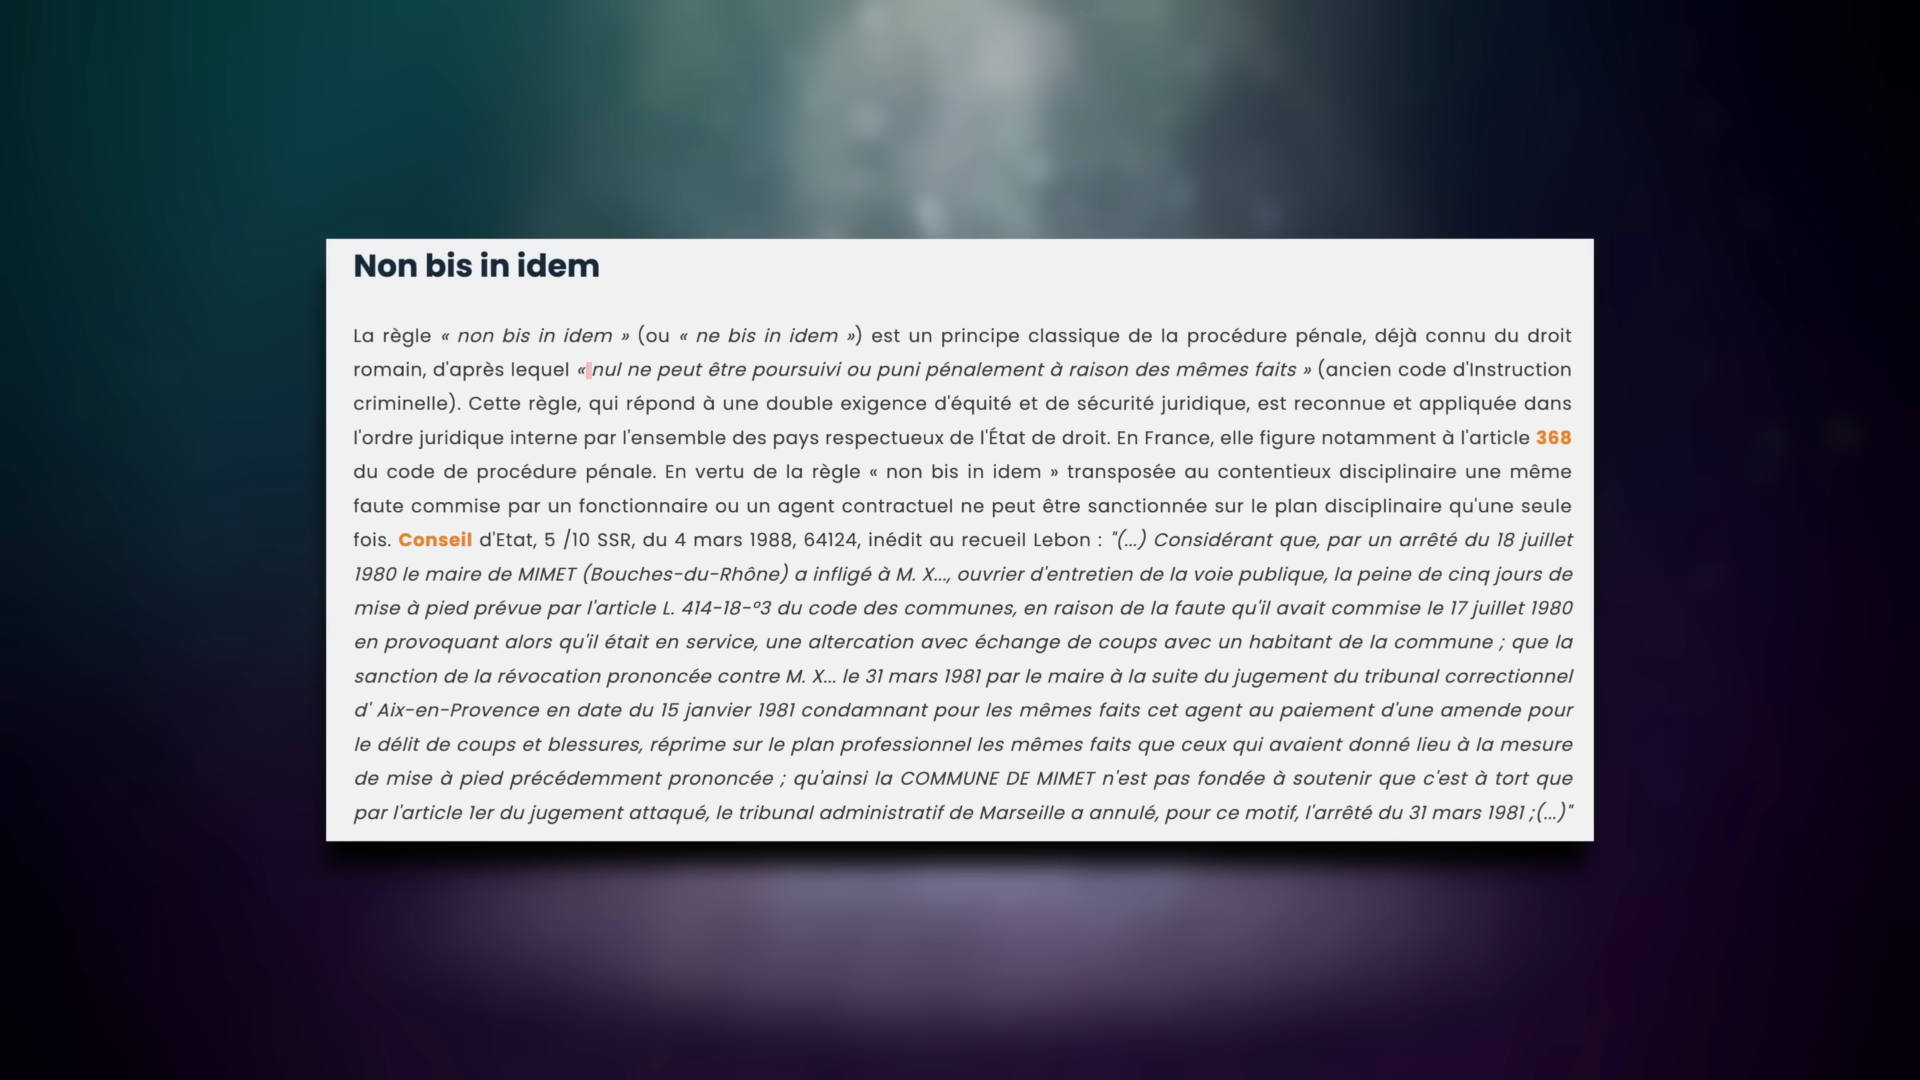 Non bis in idem
La règle « non bis in idem » (ou « ne bis in idem ») est un principe classique de la procédure pénale, déjà connu du droit
romain, d'après lequel « nul ne peut être poursuivi ou puni pénalement à raison des mêmes faits » (ancien code d'Instruction
criminelle). Cette règle, qui répond à une double exigence d'équité et de sécurité juridique, est reconnue et appliquée dans
l'ordre juridique interne par l'ensemble des pays respectueux de l'État de droit. En France, elle figure notamment à l'article 368
du code de procédure pénale. En vertu de la règle « non bis in idem » transposée au contentieux disciplinaire une même
faute commise par un fonctionnaire ou un agent contractuel ne peut être sanctionnée sur le plan disciplinaire qu'une seule
fois. Conseil d'Etat, 5 /10 SSR, du 4 mars 1988, 64124, inédit au recueil Lebon : "(...) Considérant que, par un arrêté du 18 juillet
1980 le maire de MIMET (Bouches-du-Rhône) a infligé à M. X..., ouvrier d'entretien de la voie publique, la peine de cinq jours de
mise à pied prévue par l'article L. 414-18-°3 du code des communes, en raison de la faute qu'il avait commise le 17 juillet 1980
en provoquant alors qu'il était en service, une altercation avec échange de coups avec un habitant de la commune ; que la
sanction de la révocation prononcée contre M. X... le 31 mars 1981 par le maire à la suite du jugement du tribunal correctionnel
d' Aix-en-Provence en date du 15 janvier 1981 condamnant pour les mêmes faits cet agent au paiement d'une amende pour
le délit de coups et blessures, réprime sur le plan professionnel les mêmes faits que ceux qui avaient donné lieu à la mesure
de mise à pied précédemment prononcée ; qu'ainsi la COMMUNE DE MIMET n'est pas fondée à soutenir que c'est à tort que
par l'article 1er du jugement attaqué, le tribunal administratif de Marseille a annulé, pour ce motif, l'arrêté du 31 mars 1981 ;(...)"